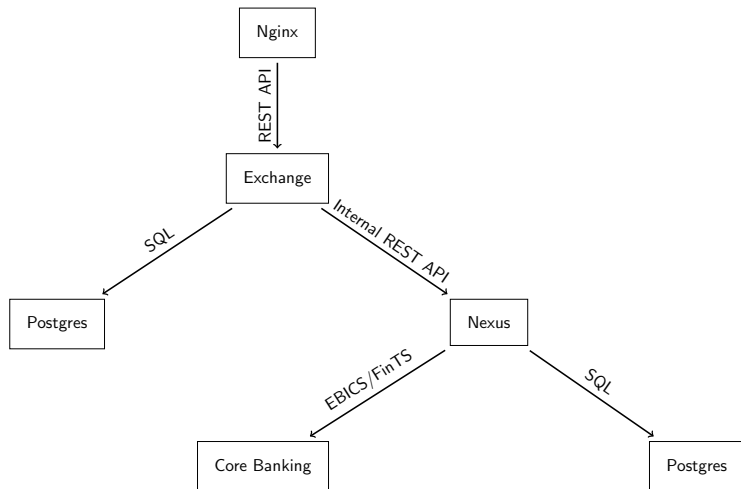 Nginx
REST API
Exchange
SQL
Internal REST API
Postgres
Nexus
EBICS/FinTS
SQL
Core Banking
Postgres